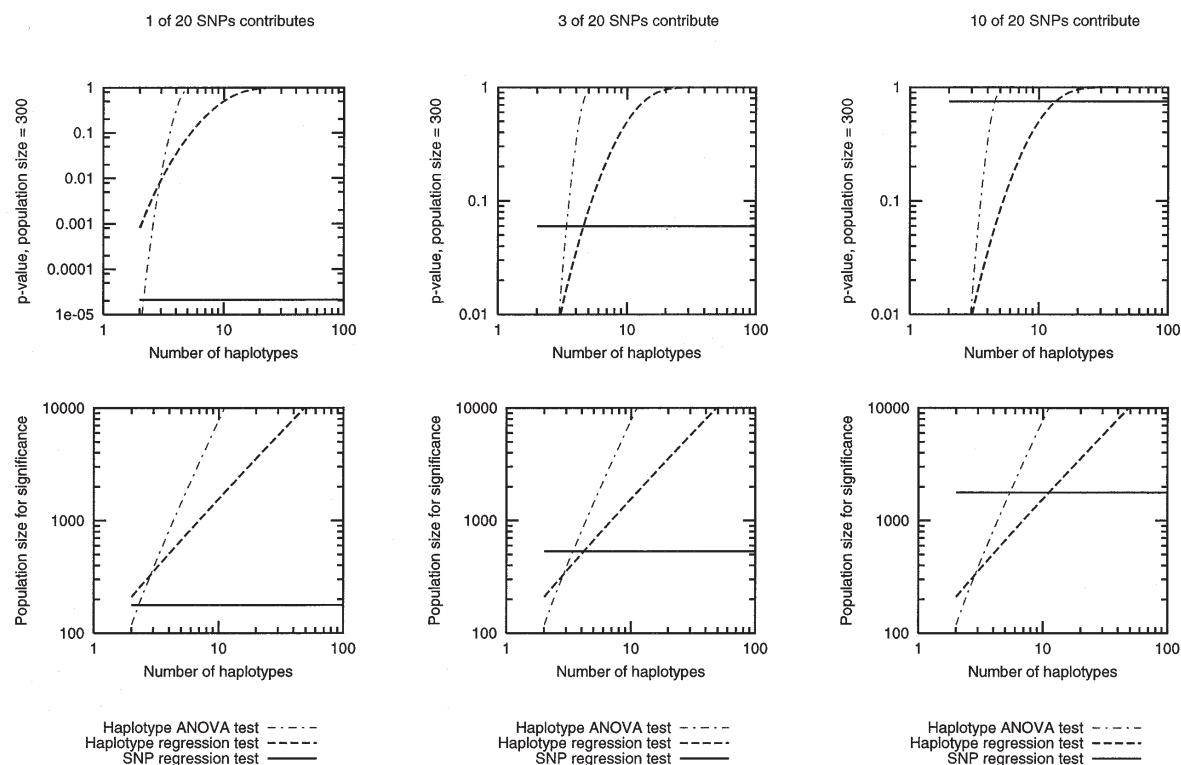 1 of 20 SNPs contributes
3 of 20 SNPs contribute
10 of 20 SNPs contribute
p-value, population size = 300
1
0.1
0.01
0.001
0.0001
1e-05
1
10
100
Number of haplotypes
p-value, population size = 300
1
0.1
0.01
1
10
100
Number of haplotypes
p-value, population size = 300
1
0.1
0.01
1
10
100
Number of haplotypes
Population size for significance
10000
1000
100
1
10
100
Number of haplotypes
Population size for significance
10000
1000
100
1
10
100
Number of haplotypes
Population size for significance
10000
1000
100
1
10
100
Number of haplotypes
Haplotype ANOVA test
Haplotype regression test
SNP regression test
Haplotype ANOVA test
Haplotype regression test
SNP regression test
Haplotype ANOVA test
Haplotype regression test
SNP regression test